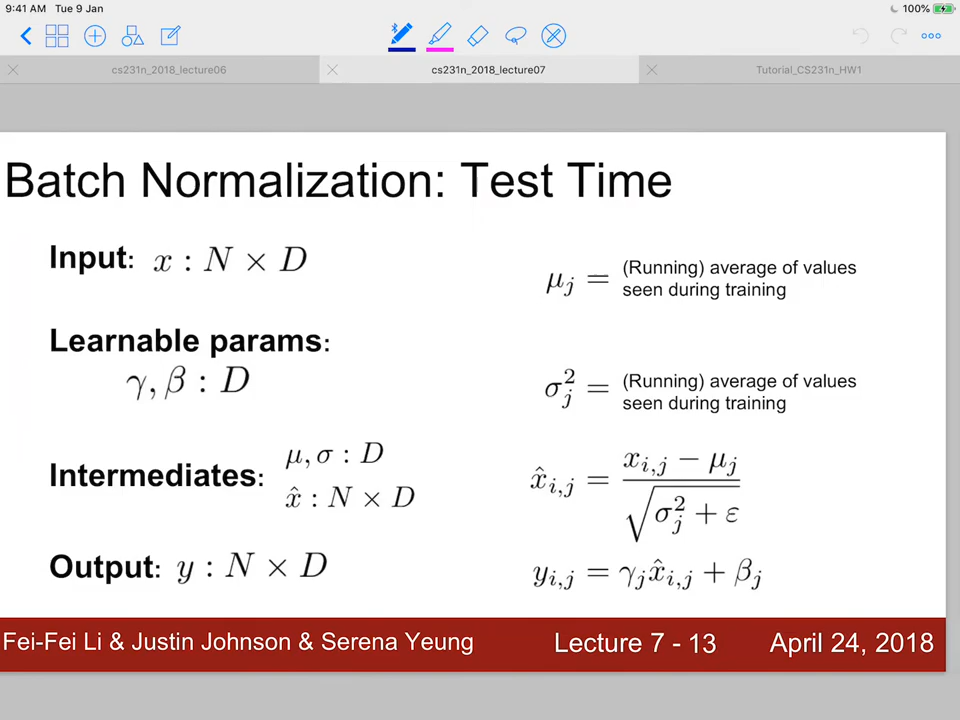 9:41 AM Tue 9 Jan
100%
cs231n_2018_lecture06
cs231n_2018_lecture07
Tutorial_CS231n_HW1
Batch Normalization: Test Time
Input: x : N × D
μ_j = (Running) average of values
seen during training
Learnable params:
γ, β : D
σ_j^2 = (Running) average of values
seen during training
Intermediates: μ, σ : D
x̂ : N × D
x̂_{i,j} = (x_{i,j} − μ_j) / √(σ_j^2 + ε)
Output: y : N × D
y_{i,j} = γ_j x̂_{i,j} + β_j
Fei-Fei Li & Justin Johnson & Serena Yeung
Lecture 7 - 13
April 24, 2018